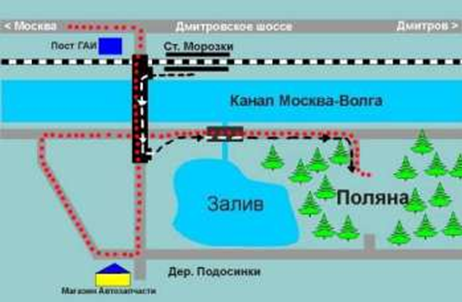 < Москва
Дмитровское шоссе
Дмитров >
Пост ГАИ
Ст. Морозки
Канал Москва-Волга
Залив
Поляна
Дер. Подосинки
Магазин Автозапчасти